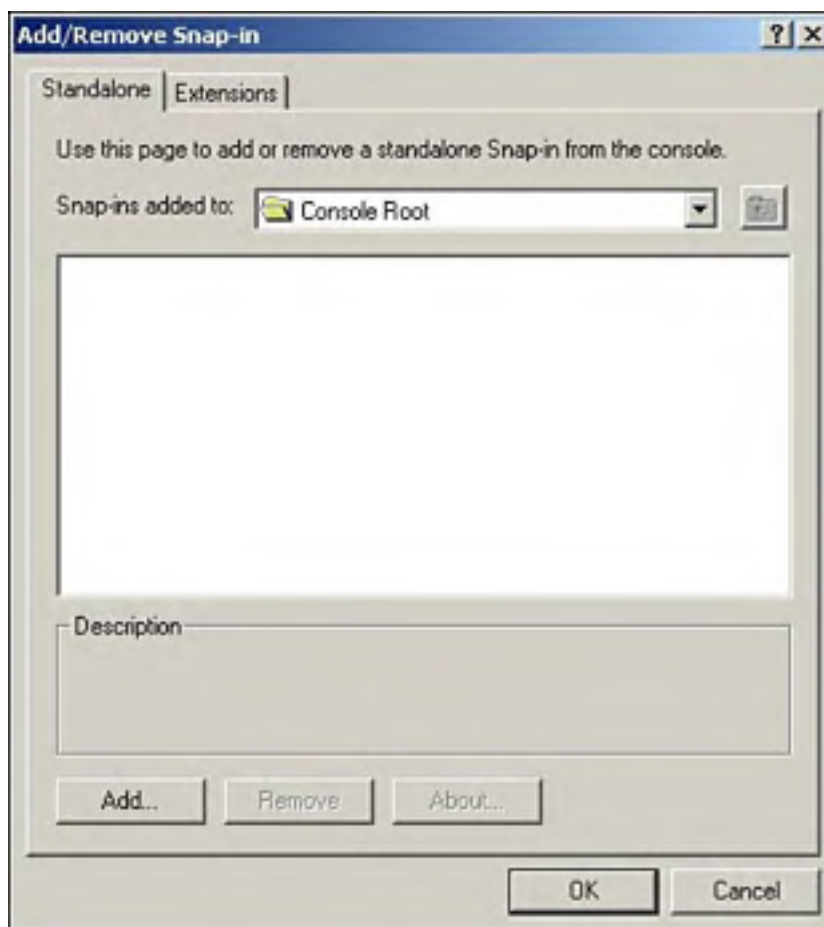 Add/Remove Snap-in
Standalone
Extensions
Use this page to add or remove a standalone Snap-in from the console.
Snap-ins added to:
Console Root
Description
Add...
Remove
About...
OK
Cancel